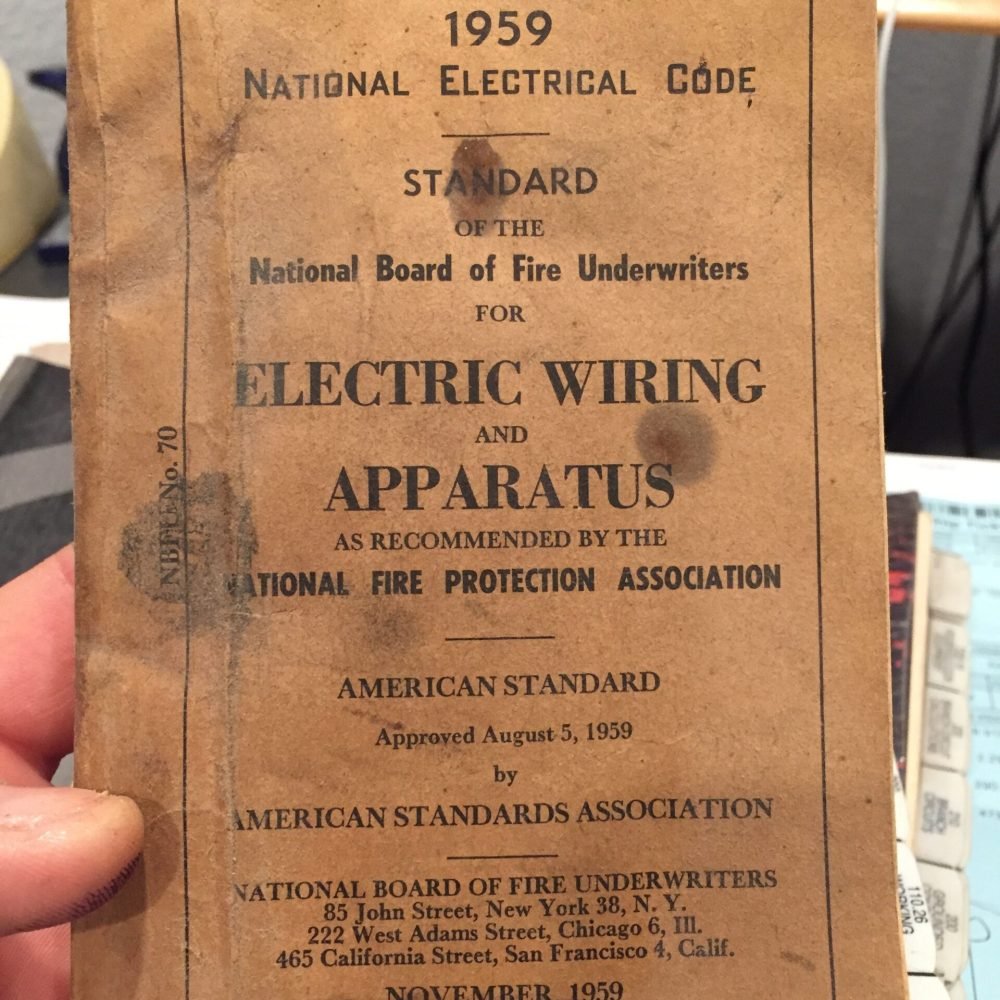 1959
NATIONAL ELECTRICAL CODE
STANDARD
OF THE
National Board of Fire Underwriters
FOR
ELECTRIC WIRING
AND
APPARATUS
AS RECOMMENDED BY THE
NATIONAL FIRE PROTECTION ASSOCIATION
AMERICAN STANDARD
Approved August 5, 1959
by
AMERICAN STANDARDS ASSOCIATION
NATIONAL BOARD OF FIRE UNDERWRITERS
85 John Street, New York 38, N. Y.
222 West Adams Street, Chicago 6, Ill.
465 California Street, San Francisco 4, Calif.
NOVEMBER 1959
NBFU No. 70
110.26
WORKING